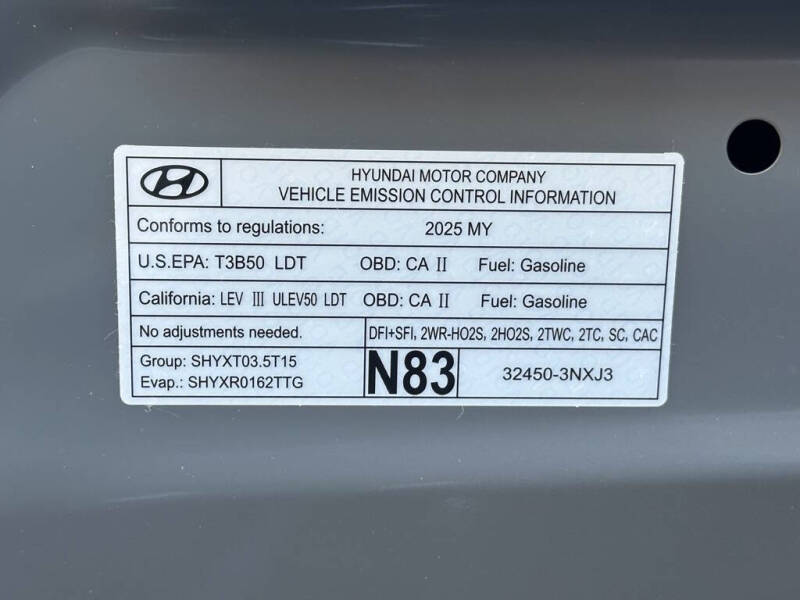 HYUNDAI MOTOR COMPANY
VEHICLE EMISSION CONTROL INFORMATION
Conforms to regulations: 2025 MY
U.S.EPA: T3B50 LDT OBD: CA II Fuel: Gasoline
California: LEV III ULEV50 LDT OBD: CA II Fuel: Gasoline
No adjustments needed. DFI+SFI, 2WR-HO2S, 2HO2S, 2TWC, 2TC, SC, CAC
Group: SHYXT03.5T15
Evap.: SHYXR0162TTG
N83
32450-3NXJ3